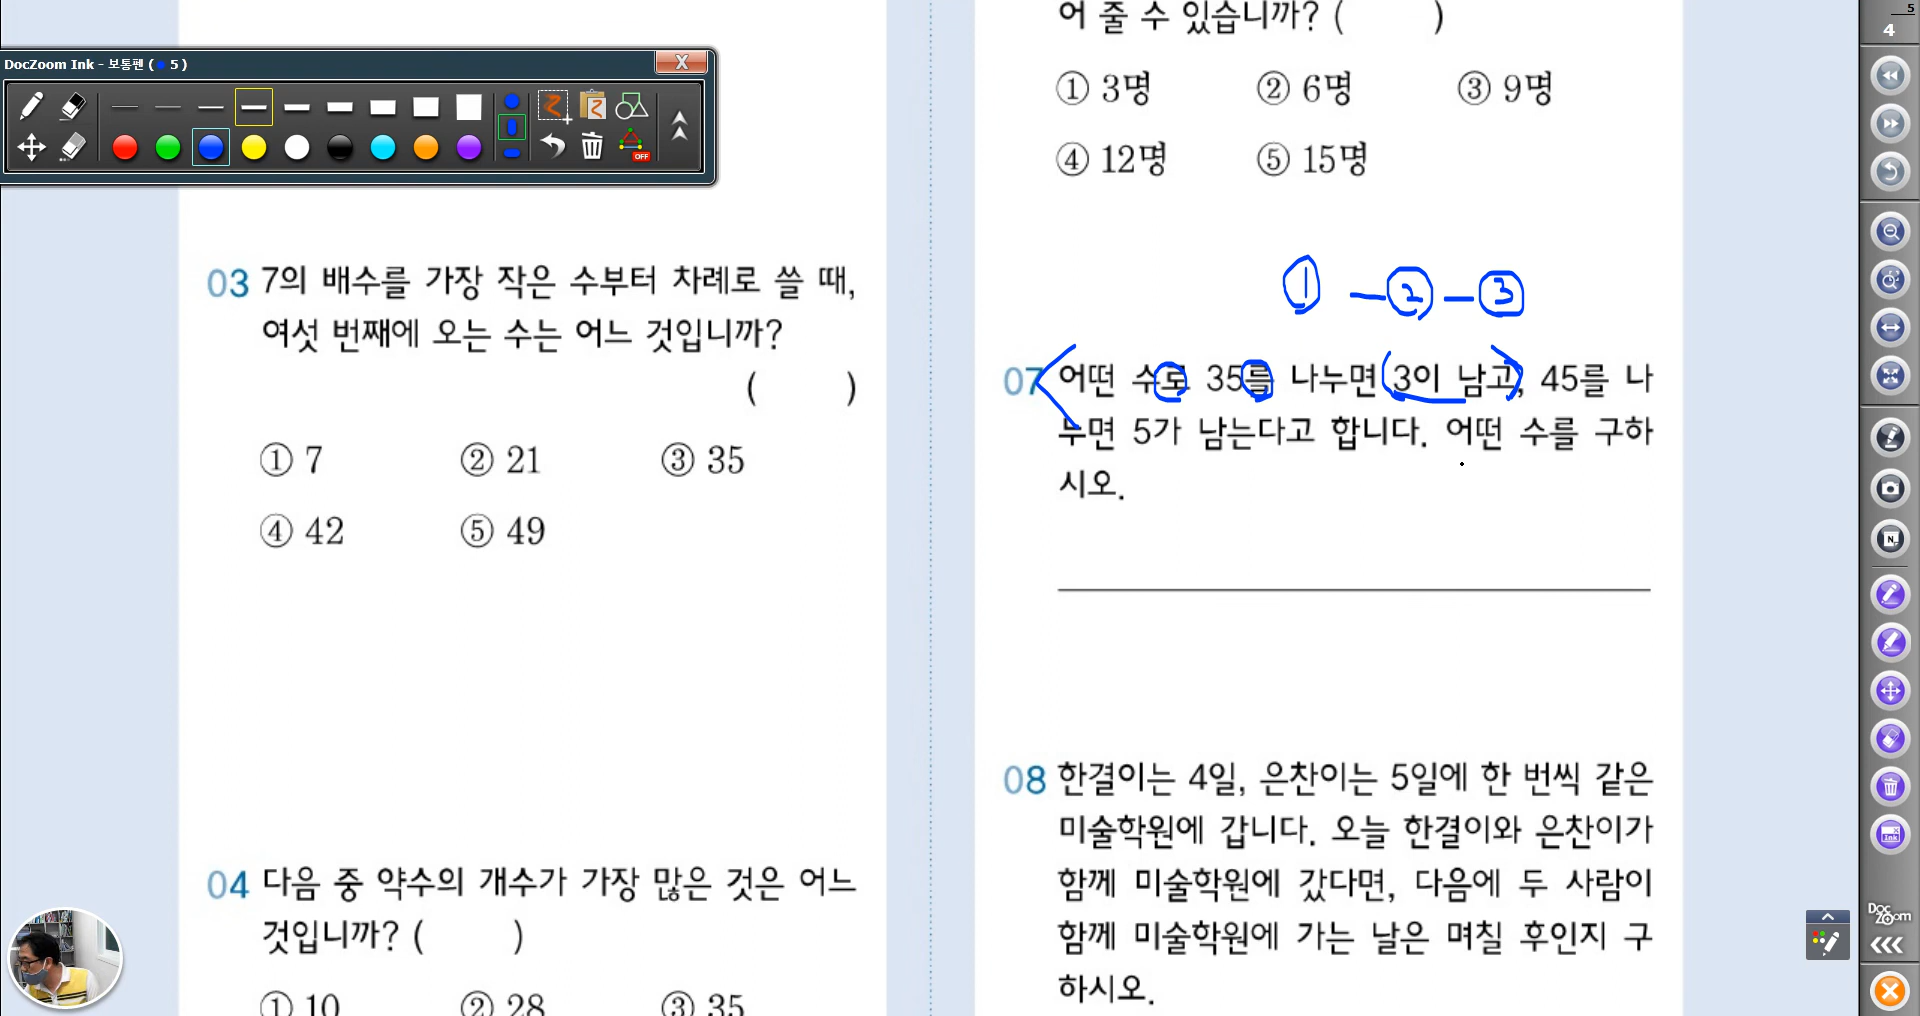 DocZoom Ink - 보통펜 ( 5 )
OFF
03 7의 배수를 가장 작은 수부터 차례로 쓸 때,
여섯 번째에 오는 수는 어느 것입니까?
( )
① 7 ② 21 ③ 35
④ 42 ⑤ 49
04 다음 중 약수의 개수가 가장 많은 것은 어느
것입니까? ( )
① 10 ② 28 ③ 35
어 줄 수 있습니까? ( )
① 3명 ② 6명 ③ 9명
④ 12명 ⑤ 15명
① - ② - ③
07 어떤 수로 35를 나누면 3이 남고, 45를 나
누면 5가 남는다고 합니다. 어떤 수를 구하
시오.
08 한결이는 4일, 은찬이는 5일에 한 번씩 같은
미술학원에 갑니다. 오늘 한결이와 은찬이가
함께 미술학원에 갔다면, 다음에 두 사람이
함께 미술학원에 가는 날은 며칠 후인지 구
하시오.
5
4
N
Ink
Doc
Zoom